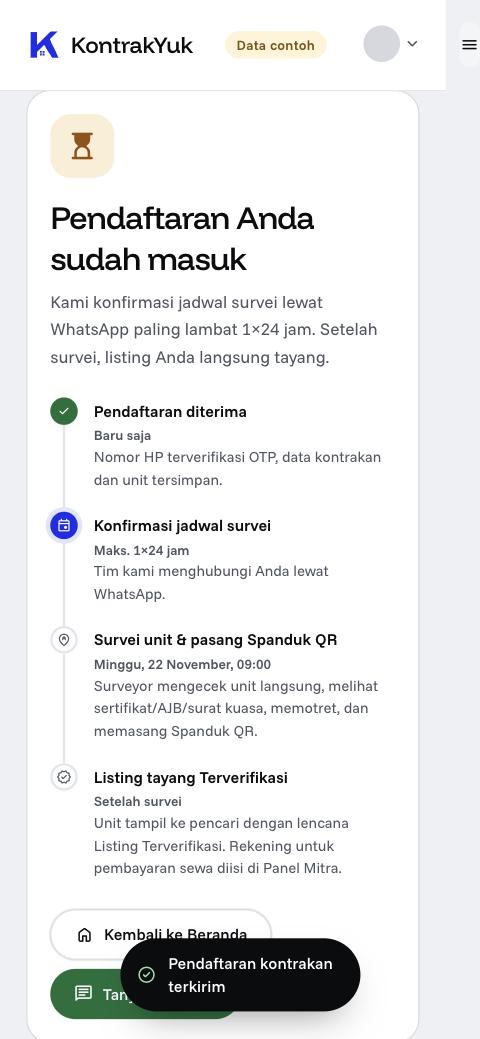 KontrakYuk
Data contoh
Pendaftaran Anda
sudah masuk
Kami konfirmasi jadwal survei lewat
WhatsApp paling lambat 1×24 jam. Setelah
survei, listing Anda langsung tayang.
Pendaftaran diterima
Baru saja
Nomor HP terverifikasi OTP, data kontrakan
dan unit tersimpan.
Konfirmasi jadwal survei
Maks. 1×24 jam
Tim kami menghubungi Anda lewat
WhatsApp.
Survei unit & pasang Spanduk QR
Minggu, 22 November, 09:00
Surveyor mengecek unit langsung, melihat
sertifikat/AJB/surat kuasa, memotret, dan
memasang Spanduk QR.
Listing tayang Terverifikasi
Setelah survei
Unit tampil ke pencari dengan lencana
Listing Terverifikasi. Rekening untuk
pembayaran sewa diisi di Panel Mitra.
Kembali ke Beranda
Pendaftaran kontrakan
terkirim